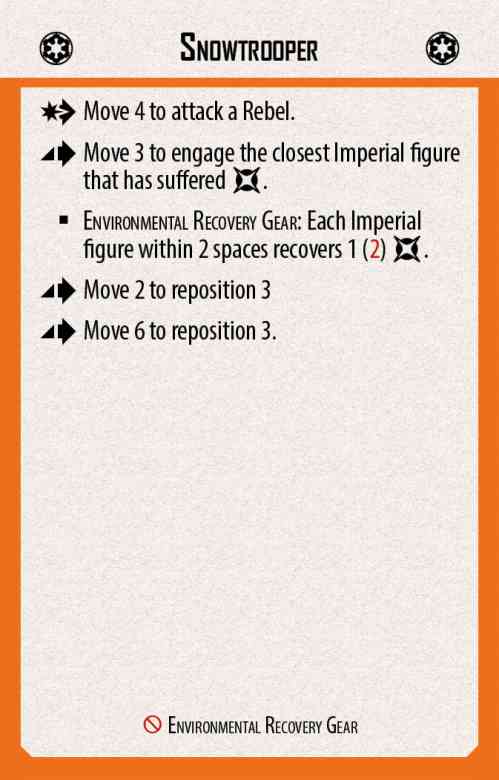 Snowtrooper
Move 4 to attack a Rebel.
Move 3 to engage the closest Imperial figure
that has suffered .
▪ Environmental Recovery Gear: Each Imperial
figure within 2 spaces recovers 1 (2) .
Move 2 to reposition 3
Move 6 to reposition 3.
Environmental Recovery Gear